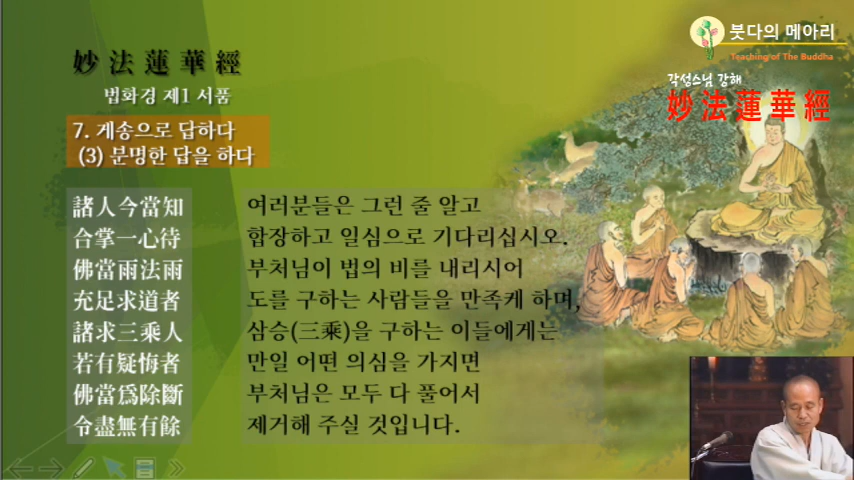 妙法蓮華經
법화경 제1 서품
7. 게송으로 답하다
(3) 분명한 답을 하다
諸人今當知
合掌一心待
佛當雨法雨
充足求道者
諸求三乘人
若有疑悔者
佛當爲除斷
令盡無有餘
여러분들은 그런 줄 알고
합장하고 일심으로 기다리십시오.
부처님이 법의 비를 내리시어
도를 구하는 사람들을 만족케 하며,
삼승(三乘)을 구하는 이들에게는
만일 어떤 의심을 가지면
부처님은 모두 다 풀어서
제거해 주실 것입니다.
붓다의 메아리
Teaching of The Buddha
각성스님 강해
妙法蓮華經